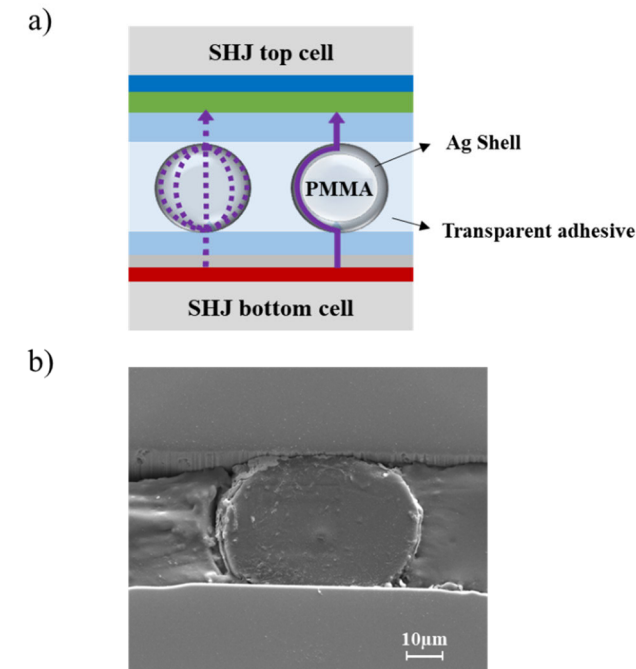 a)
SHJ top cell
Ag Shell
PMMA
Transparent adhesive
SHJ bottom cell
b)
10μm